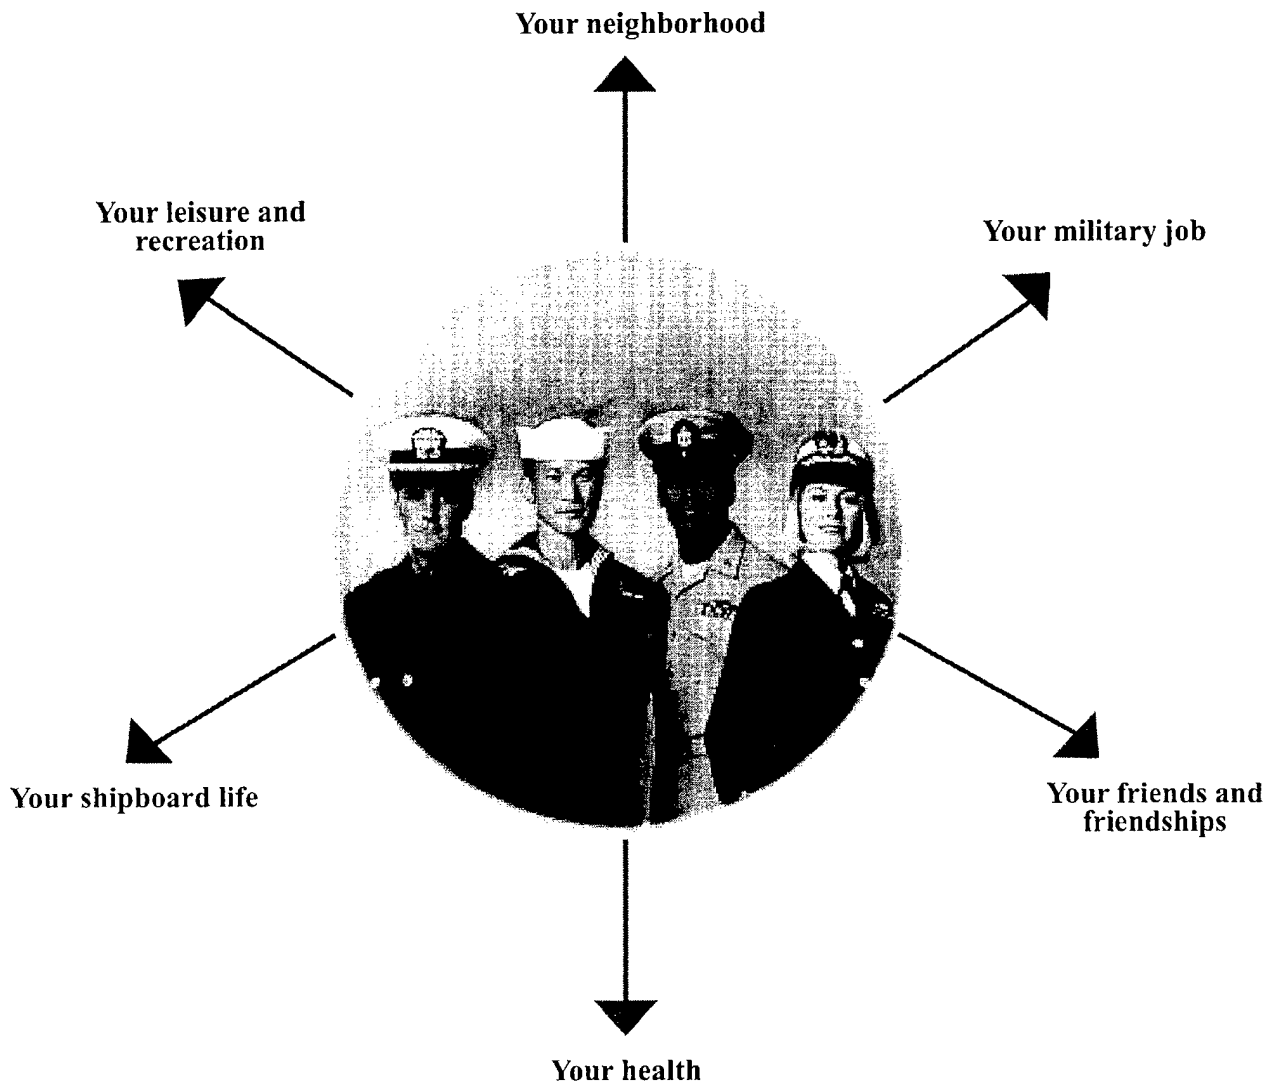 Your neighborhood
Your leisure and
recreation
Your military job
Your shipboard life
Your friends and
friendships
Your health